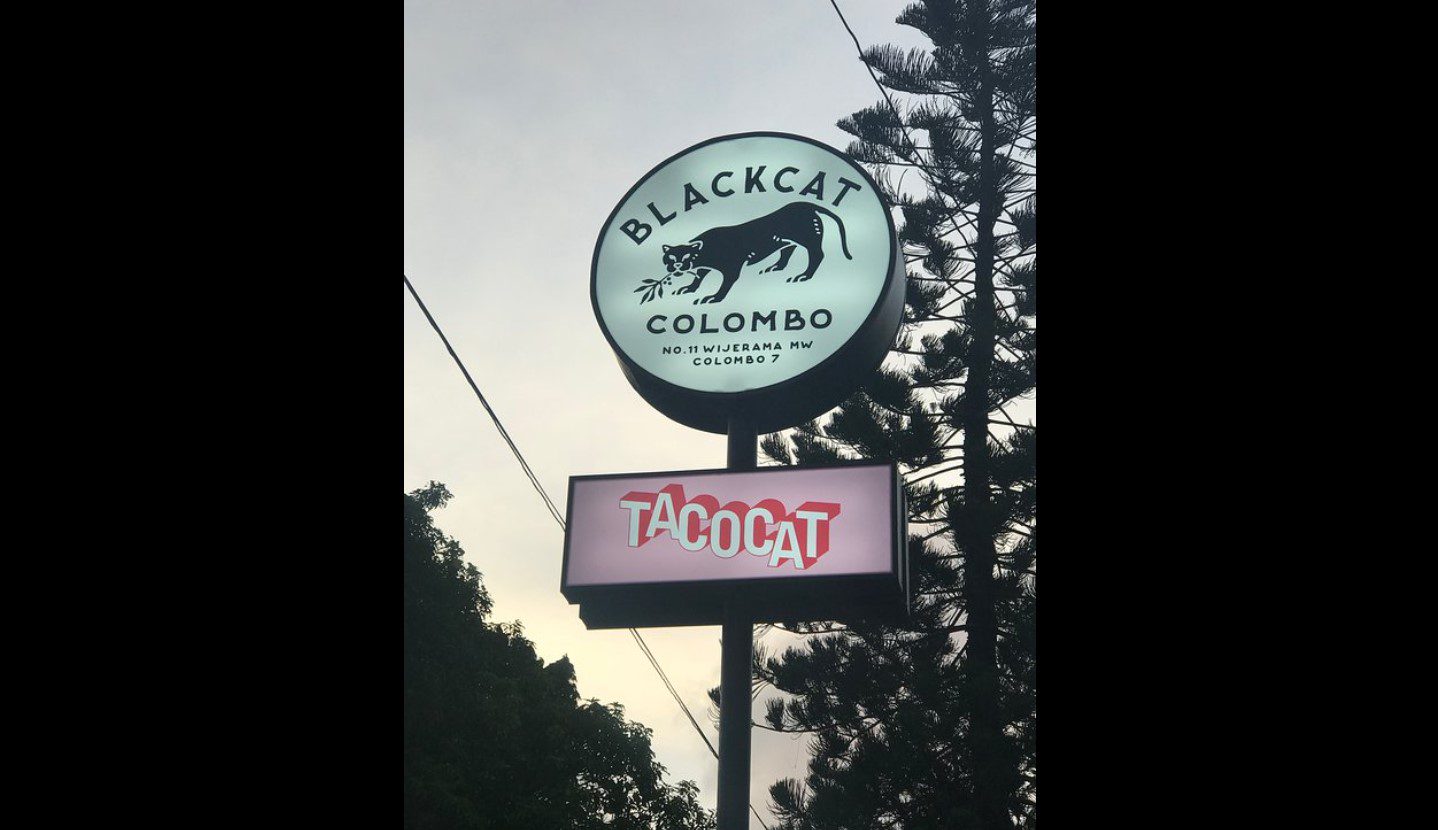 BLACKCAT
COLOMBO
NO.11 WIJERAMA MW
COLOMBO 7
TACOCAT